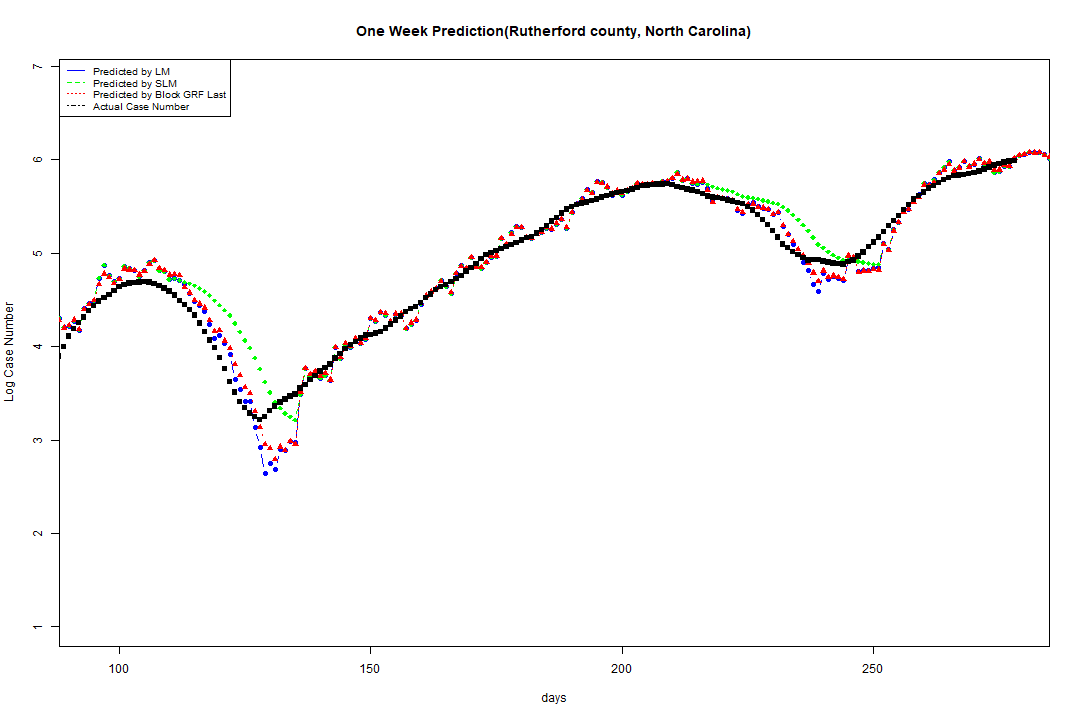 One Week Prediction(Rutherford county, North Carolina)
Predicted by LM
Predicted by SLM
Predicted by Block GRF Last
Actual Case Number
7
6
5
4
3
2
1
Log Case Number
100 150 200 250
days